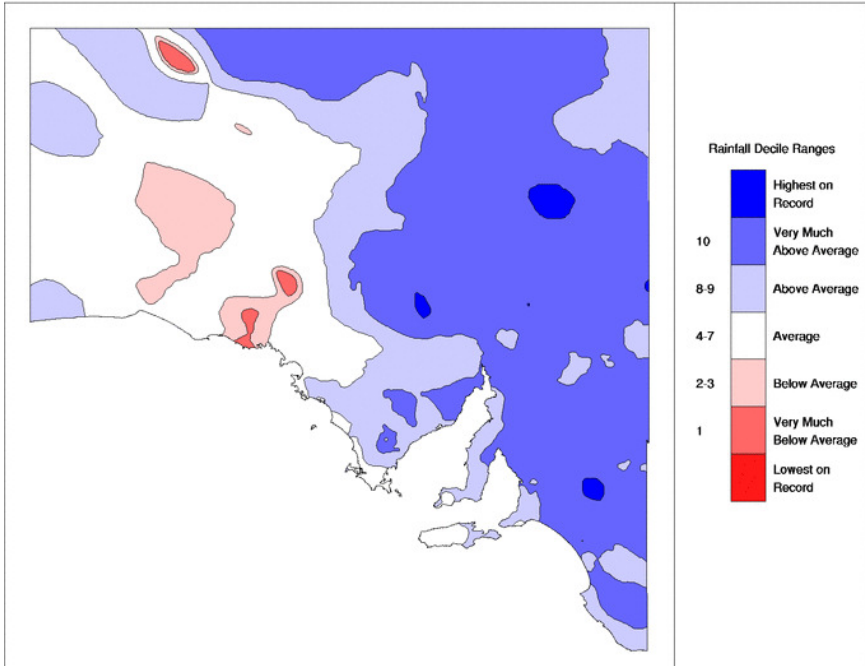 Rainfall Decile Ranges
Highest on
Record
10
Very Much
Above Average
8-9
Above Average
4-7
Average
2-3
Below Average
1
Very Much
Below Average
Lowest on
Record